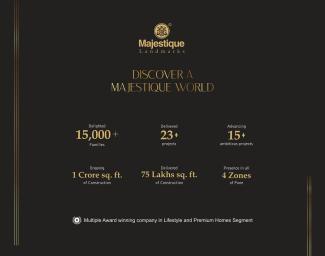 Majestique
Landmarks
DISCOVER A
MAJESTIQUE WORLD
Delighted
15,000+
Families
Delivered
23+
projects
Advancing
15+
ambitious projects
Ongoing
1 Crore sq. ft.
of Construction
Delivered
75 Lakhs sq. ft.
of Construction
Presence in all
4 Zones
of Pune
Multiple Award winning company in Lifestyle and Premium Homes Segment